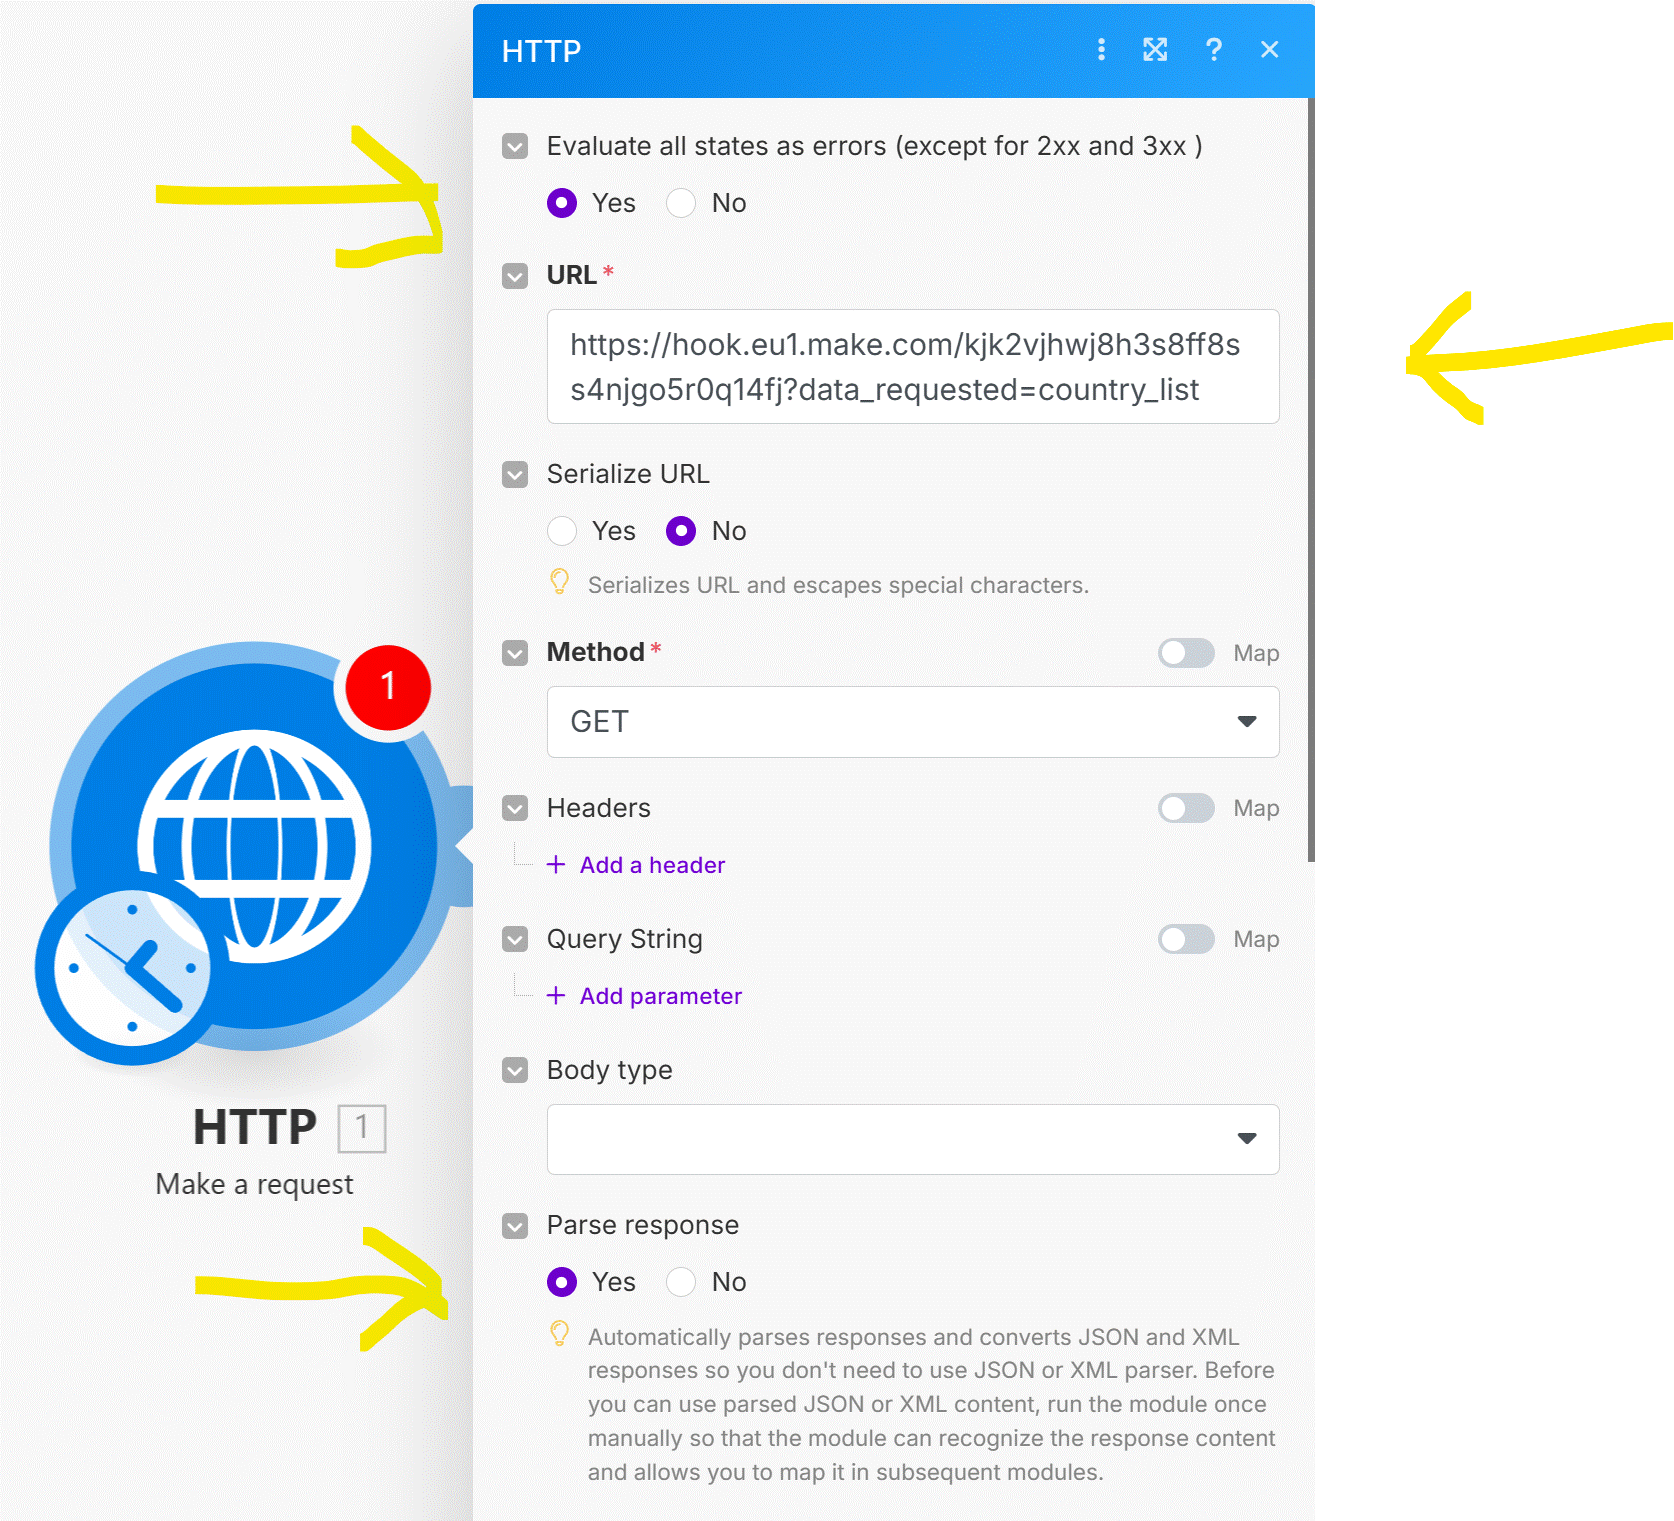 HTTP
?
Evaluate all states as errors (except for 2xx and 3xx )
Yes No
URL *
https://hook.eu1.make.com/kjk2vjhwj8h3s8ff8s
s4njgo5r0q14fj?data_requested=country_list
Serialize URL
Yes No
Serializes URL and escapes special characters.
Method * Map
GET
Headers Map
+ Add a header
Query String Map
+ Add parameter
Body type
Parse response
Yes No
Automatically parses responses and converts JSON and XML
responses so you don't need to use JSON or XML parser. Before
you can use parsed JSON or XML content, run the module once
manually so that the module can recognize the response content
and allows you to map it in subsequent modules.
1
HTTP 1
Make a request